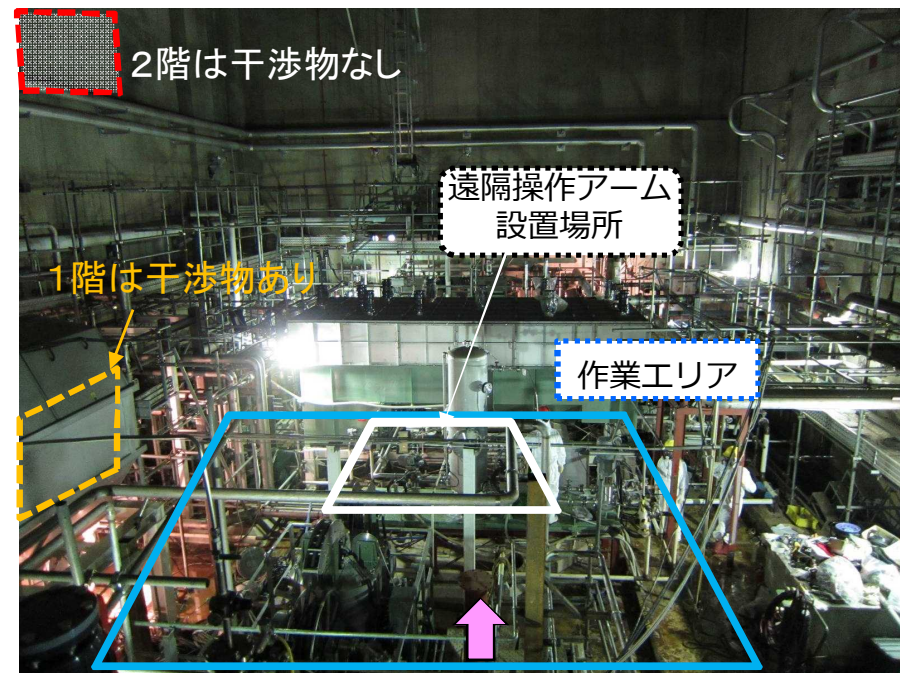 ２階は干渉物なし
遠隔操作アーム
設置場所
１階は干渉物あり
作業エリア